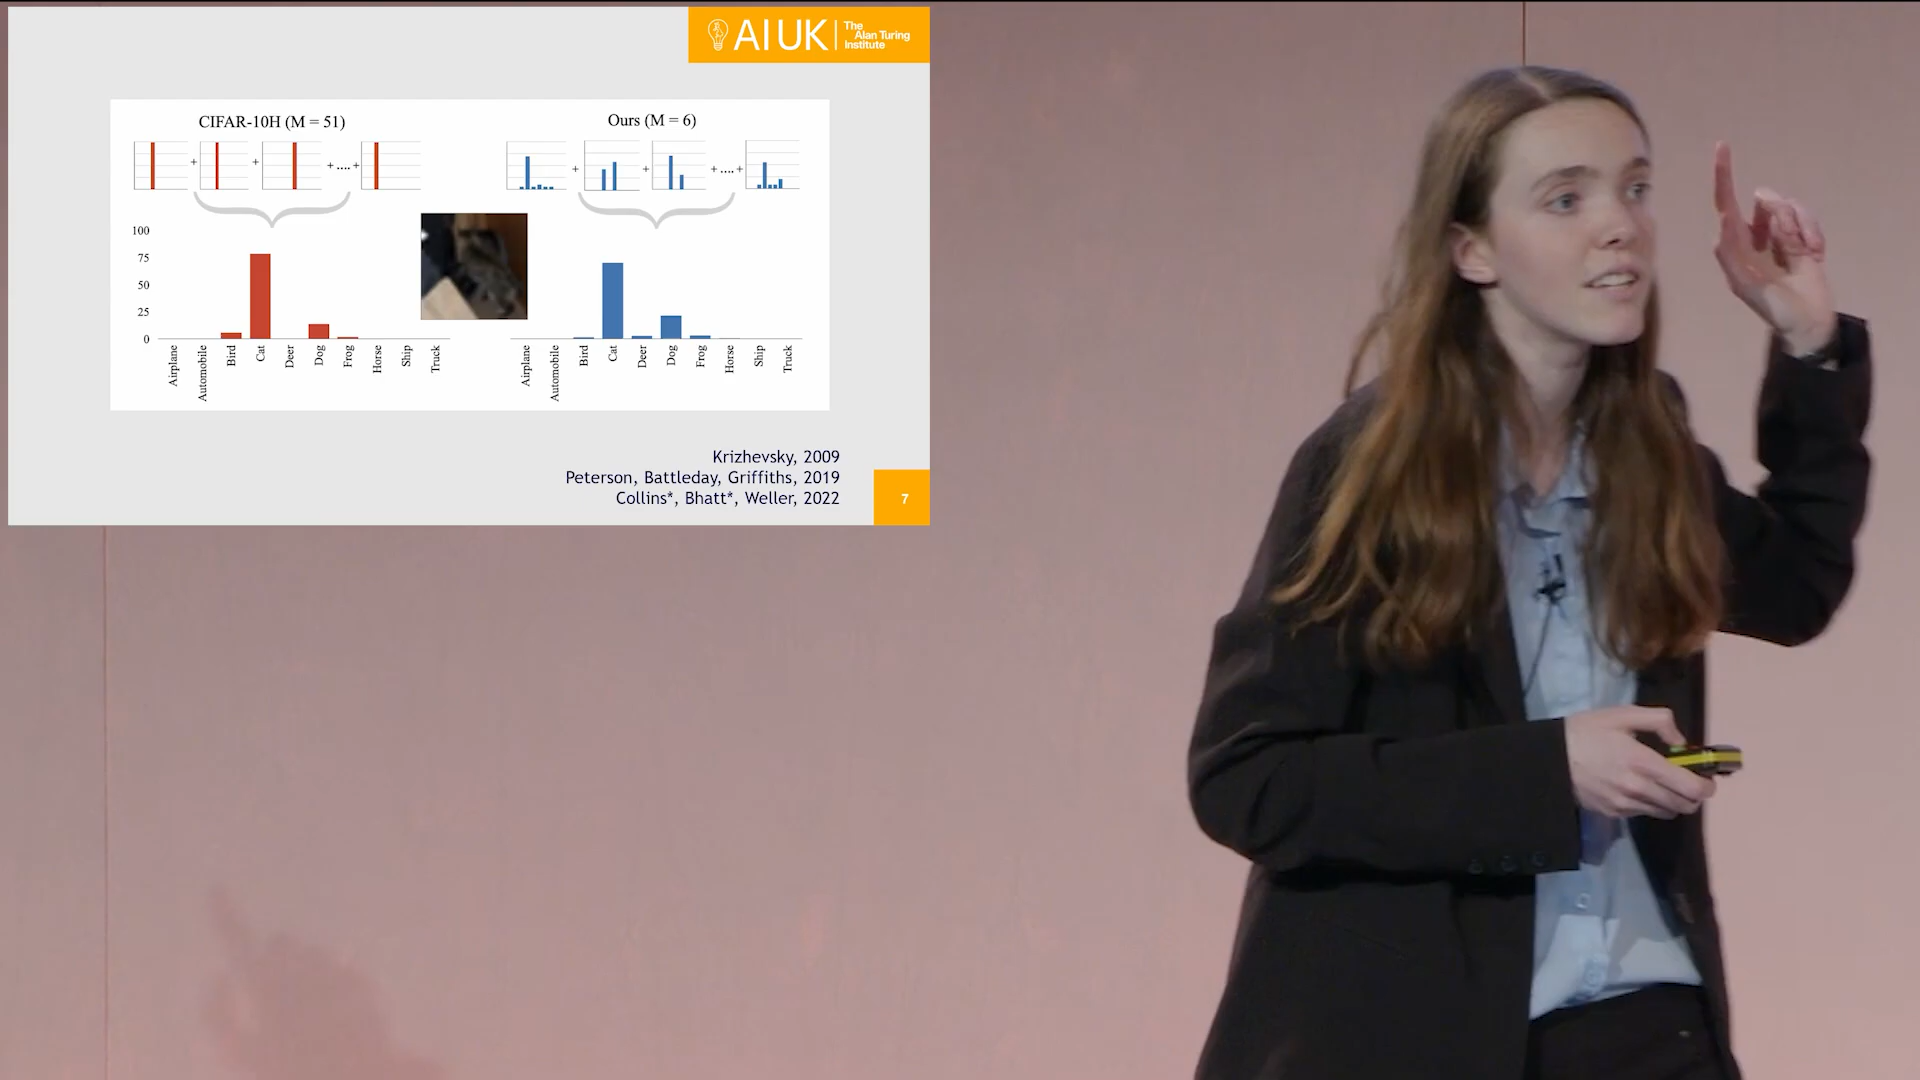 AI UK
The
Alan Turing
Institute
CIFAR-10H (M = 51)
Ours (M = 6)
+ + + .... +
+ + + .... +
100
75
50
25
0
Airplane
Automobile
Bird
Cat
Deer
Dog
Frog
Horse
Ship
Truck
Airplane
Automobile
Bird
Cat
Deer
Dog
Frog
Horse
Ship
Truck
Krizhevsky, 2009
Peterson, Battleday, Griffiths, 2019
Collins*, Bhatt*, Weller, 2022
7